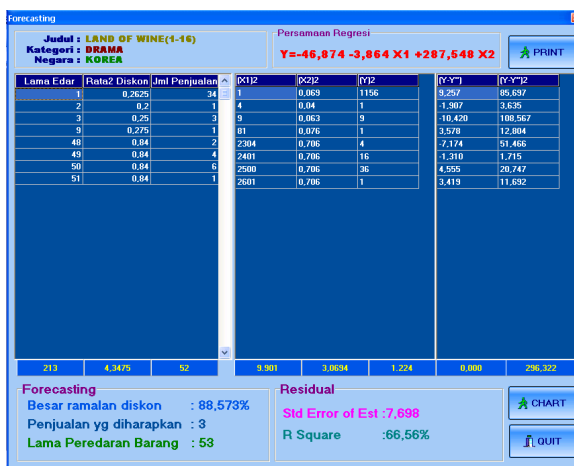 Forecasting
Judul : LAND OF WINE(1-16)
Kategori : DRAMA
Negara : KOREA
Persamaan Regresi
Y=-46,874 -3,864 X1 +287,548 X2
PRINT
Lama Edar Rata2 Diskon Jml Penjualan [X1]2 [X2]2 [Y]2 [Y-Y'''] [Y-Y''']2
1 0,2625 34 1 0,069 1156 9,257 85,697
2 0,2 1 4 0,04 1 -1,907 3,635
3 0,25 3 9 0,063 9 -10,420 108,567
9 0,275 1 81 0,076 1 3,578 12,804
48 0,84 2 2304 0,706 4 -7,174 51,466
49 0,84 4 2401 0,706 16 -1,310 1,715
50 0,84 6 2500 0,706 36 4,555 20,747
51 0,84 1 2601 0,706 1 3,419 11,692
213 4,3475 52 9.901 3,0694 1.224 0,000 296,322
Forecasting
Besar ramalan diskon : 88,573%
Penjualan yg diharapkan : 3
Lama Peredaran Barang : 53
Residual
Std Error of Est :7,698
R Square :66,56%
CHART
QUIT